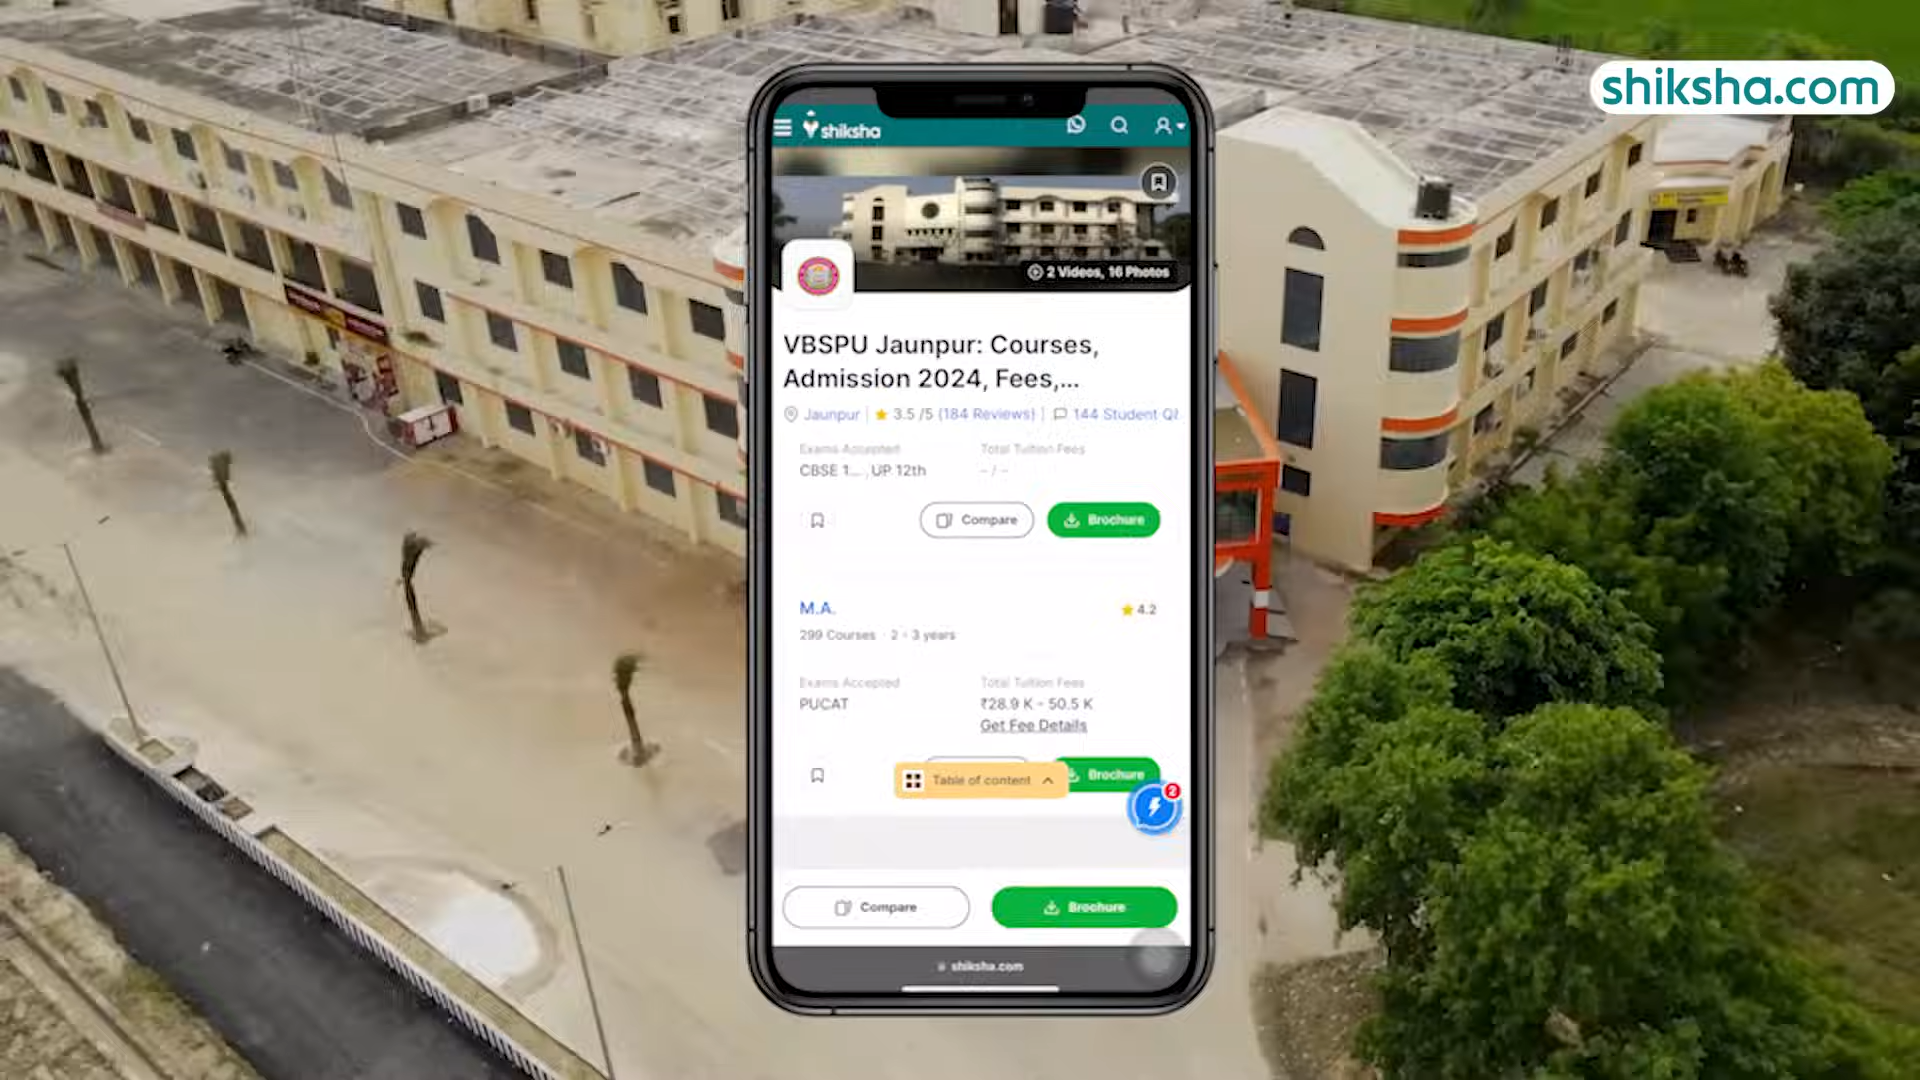 shiksha.com
shiksha
2 Videos, 16 Photos
VBSPU Jaunpur: Courses,
Admission 2024, Fees,...
Jaunpur | 3.5 /5 (184 Reviews) | 144 Student Q
Exams Accepted Total Tuition Fees
CBSE 1... , UP 12th - / -
Compare Brochure
M.A. 4.2
299 Courses · 2 - 3 years
Exams Accepted Total Tuition Fees
PUCAT ₹28.9 K - 50.5 K
Get Fee Details
Table of content Brochure
2
Compare Brochure
shiksha.com